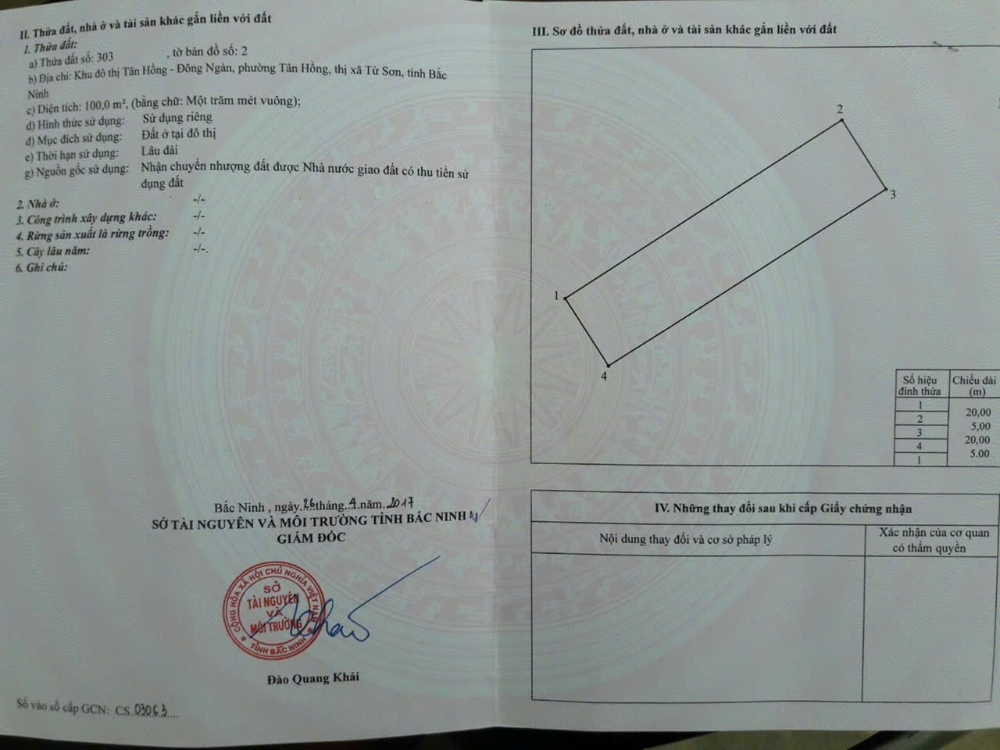 II. Thửa đất, nhà ở và tài sản khác gắn liền với đất
1. Thửa đất:
a) Thửa đất số: 303 , tờ bản đồ số: 2
b) Địa chỉ: Khu đô thị Tân Hồng - Đông Ngàn, phường Tân Hồng, thị xã Từ Sơn, tỉnh Bắc
Ninh
c) Diện tích: 100,0 m², (bằng chữ: Một trăm mét vuông);
d) Hình thức sử dụng: Sử dụng riêng
đ) Mục đích sử dụng: Đất ở tại đô thị
e) Thời hạn sử dụng: Lâu dài
g) Nguồn gốc sử dụng: Nhận chuyển nhượng đất được Nhà nước giao đất có thu tiền sử
dụng đất
2. Nhà ở: -/-
3. Công trình xây dựng khác: -/-
4. Rừng sản xuất là rừng trồng: -/-
5. Cây lâu năm: -/-.
6. Ghi chú:
Bắc Ninh , ngày 26 tháng 4 năm 2017
SỞ TÀI NGUYÊN VÀ MÔI TRƯỜNG TỈNH BẮC NINH
GIÁM ĐỐC
CỘNG HÒA XÃ HỘI CHỦ NGHĨA VIỆT NAM
SỞ
TÀI NGUYÊN
VÀ
MÔI TRƯỜNG
TỈNH BẮC NINH
Đào Quang Khải
Số vào sổ cấp GCN: CS.03063...
III. Sơ đồ thửa đất, nhà ở và tài sản khác gắn liền với đất
2
3
1
4
Số hiệu Chiều dài
đỉnh thửa (m)
1
20,00
2
5,00
3
20,00
4
5.00
1
IV. Những thay đổi sau khi cấp Giấy chứng nhận
Nội dung thay đổi và cơ sở pháp lý
Xác nhận của cơ quan
có thẩm quyền